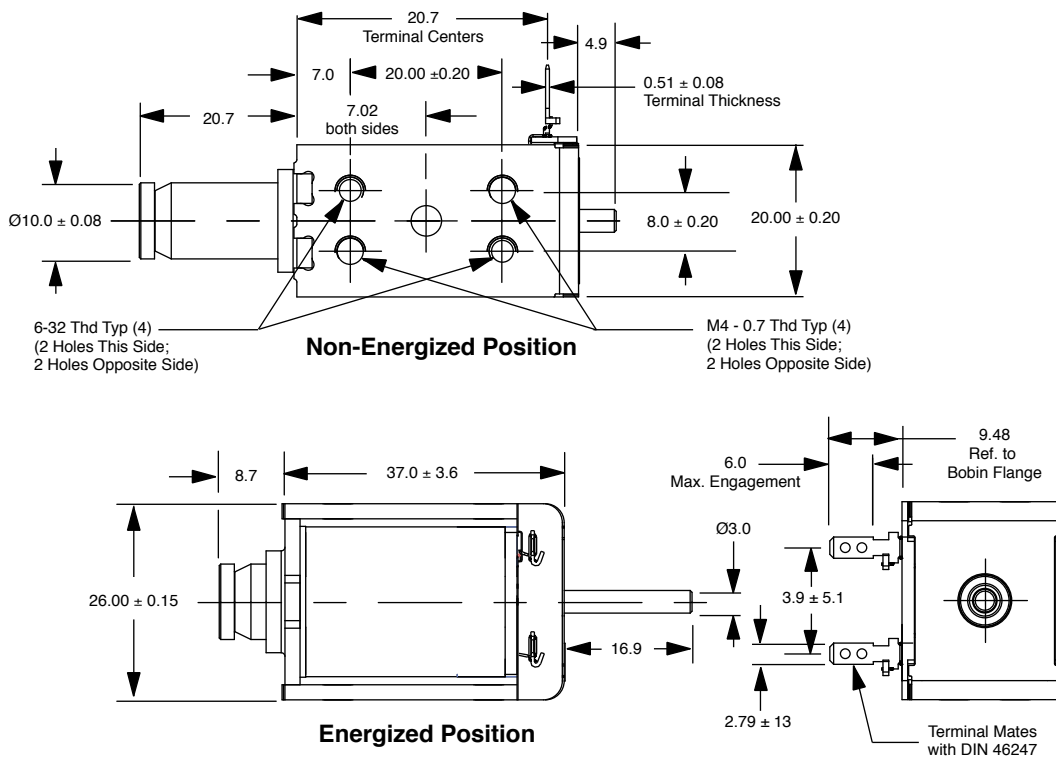 20.7
Terminal Centers
4.9
7.0
20.00 ±0.20
0.51 ± 0.08
Terminal Thickness
20.7
7.02
both sides
Ø10.0 ± 0.08
8.0 ± 0.20
20.00 ± 0.20
6-32 Thd Typ (4)
(2 Holes This Side;
2 Holes Opposite Side)
Non-Energized Position
M4 - 0.7 Thd Typ (4)
(2 Holes This Side;
2 Holes Opposite Side)
8.7
37.0 ± 3.6
6.0
Max. Engagement
9.48
Ref. to
Bobin Flange
Ø3.0
26.00 ± 0.15
3.9 ± 5.1
16.9
2.79 ± 13
Energized Position
Terminal Mates
with DIN 46247